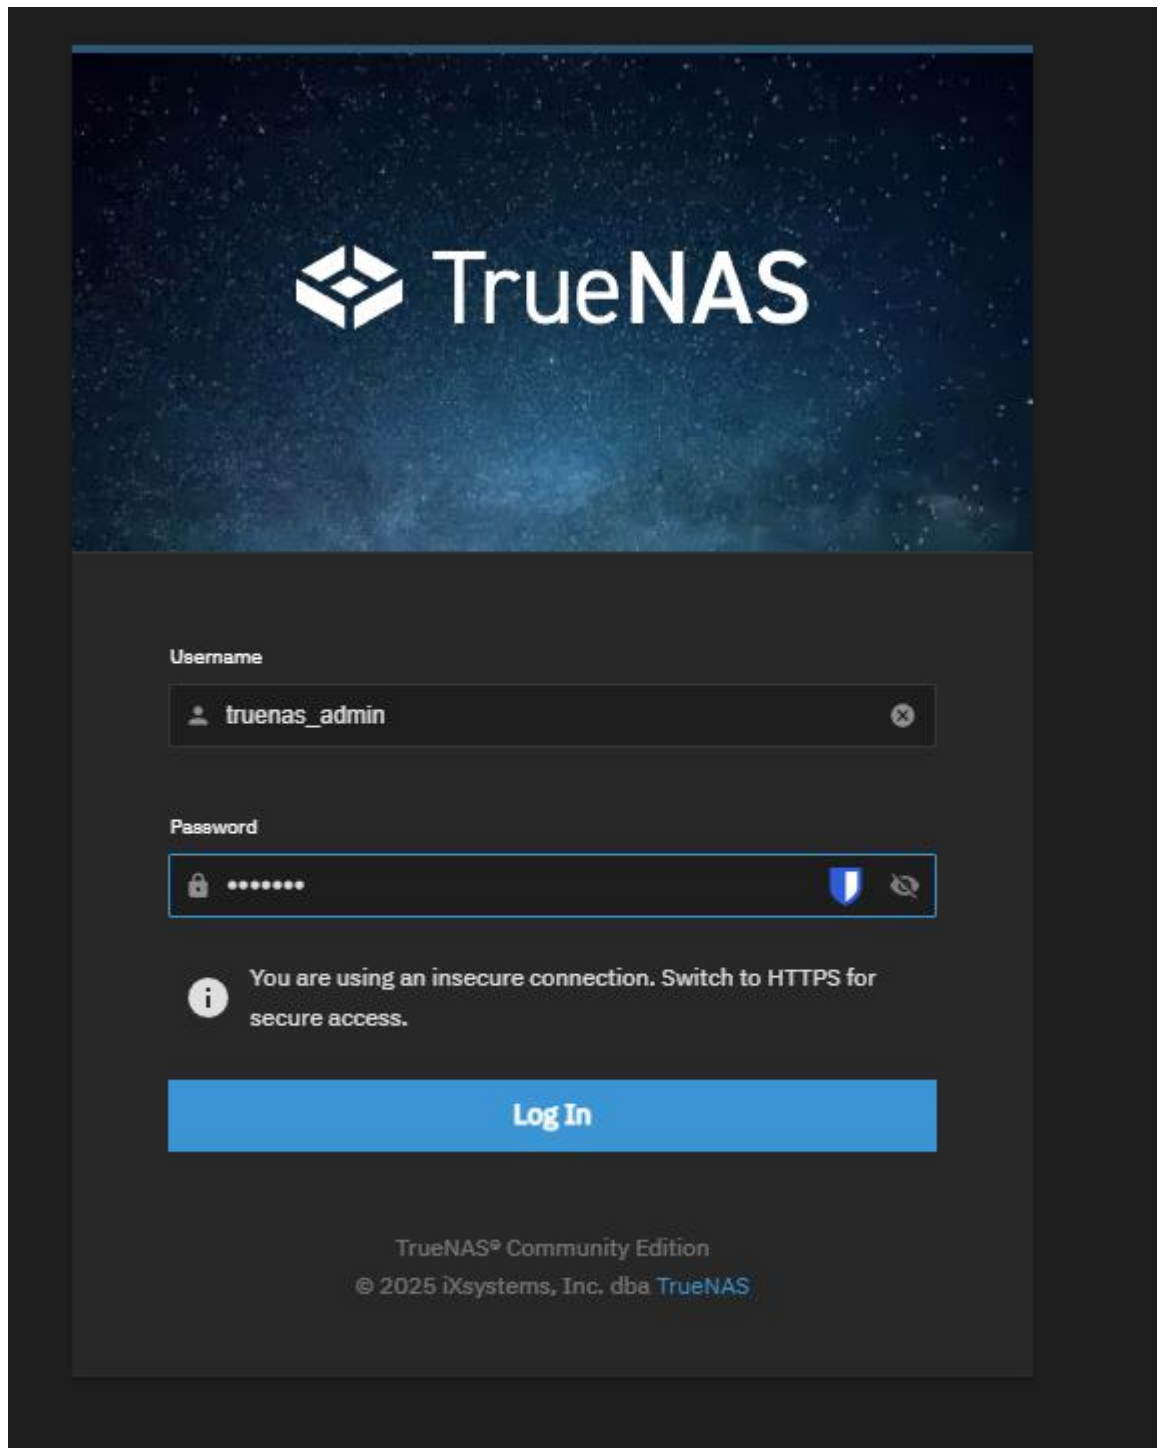 TrueNAS
Username
truenas_admin
Password
•••••••
You are using an insecure connection. Switch to HTTPS for
secure access.
Log In
TrueNAS® Community Edition
© 2025 iXsystems, Inc. dba TrueNAS